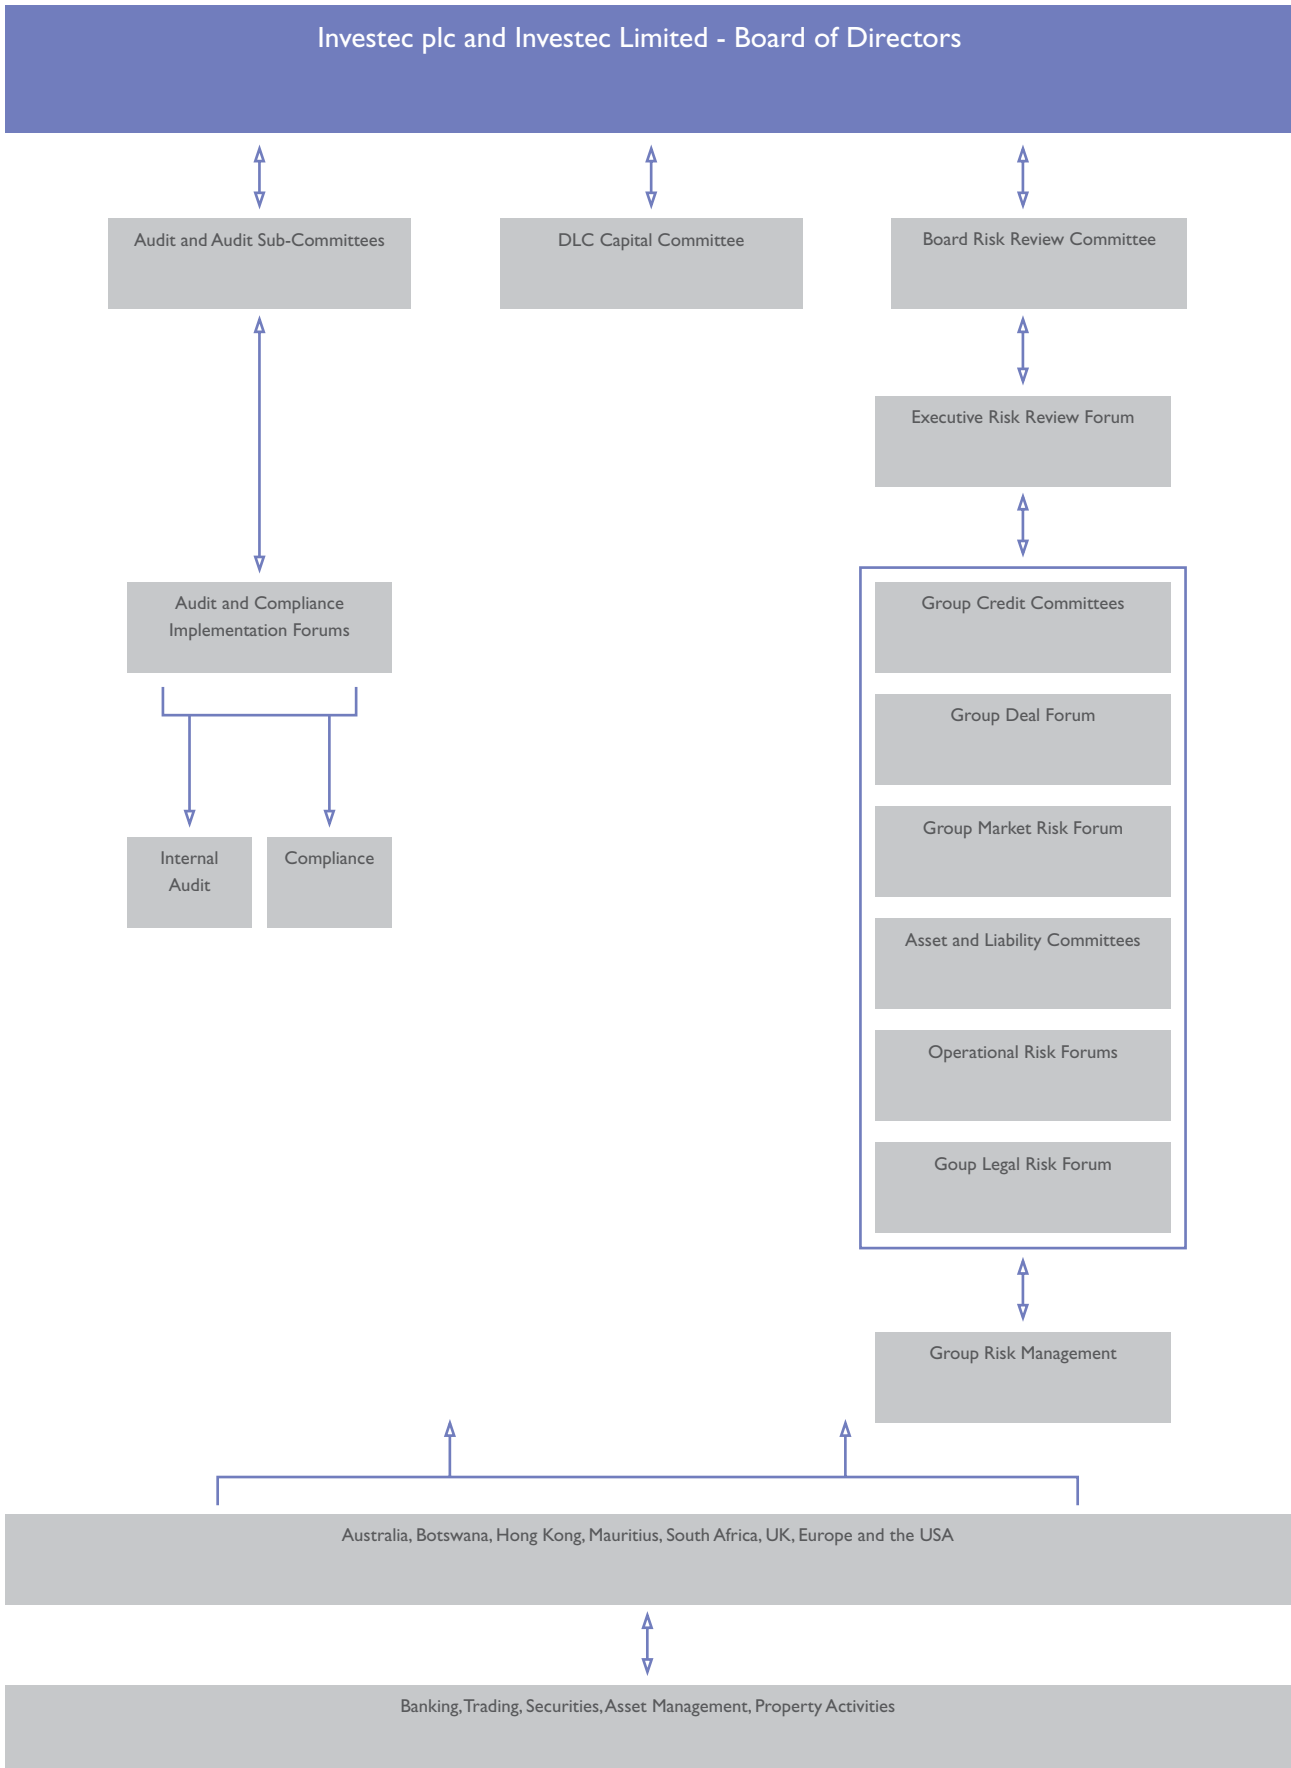 Investec plc and Investec Limited - Board of Directors
Audit and Audit Sub-Committees
DLC Capital Committee
Board Risk Review Committee
Executive Risk Review Forum
Audit and Compliance
Implementation Forums
Group Credit Committees
Group Deal Forum
Group Market Risk Forum
Internal
Audit
Compliance
Asset and Liability Committees
Operational Risk Forums
Goup Legal Risk Forum
Group Risk Management
Australia, Botswana, Hong Kong, Mauritius, South Africa, UK, Europe and the USA
Banking, Trading, Securities, Asset Management, Property Activities